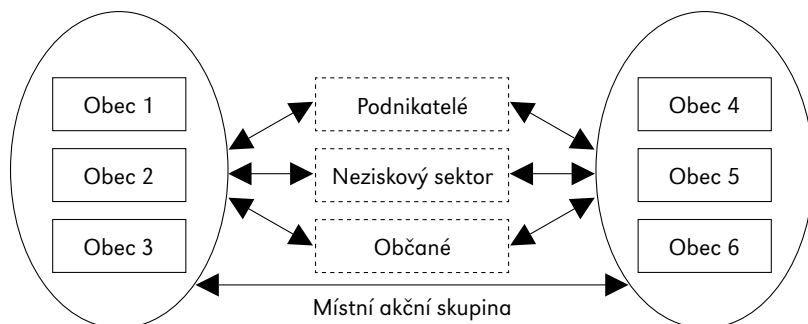 Obec 1
Podnikatelé
Obec 4
Obec 2
Neziskový sektor
Obec 5
Obec 3
Občané
Obec 6
Místní akční skupina